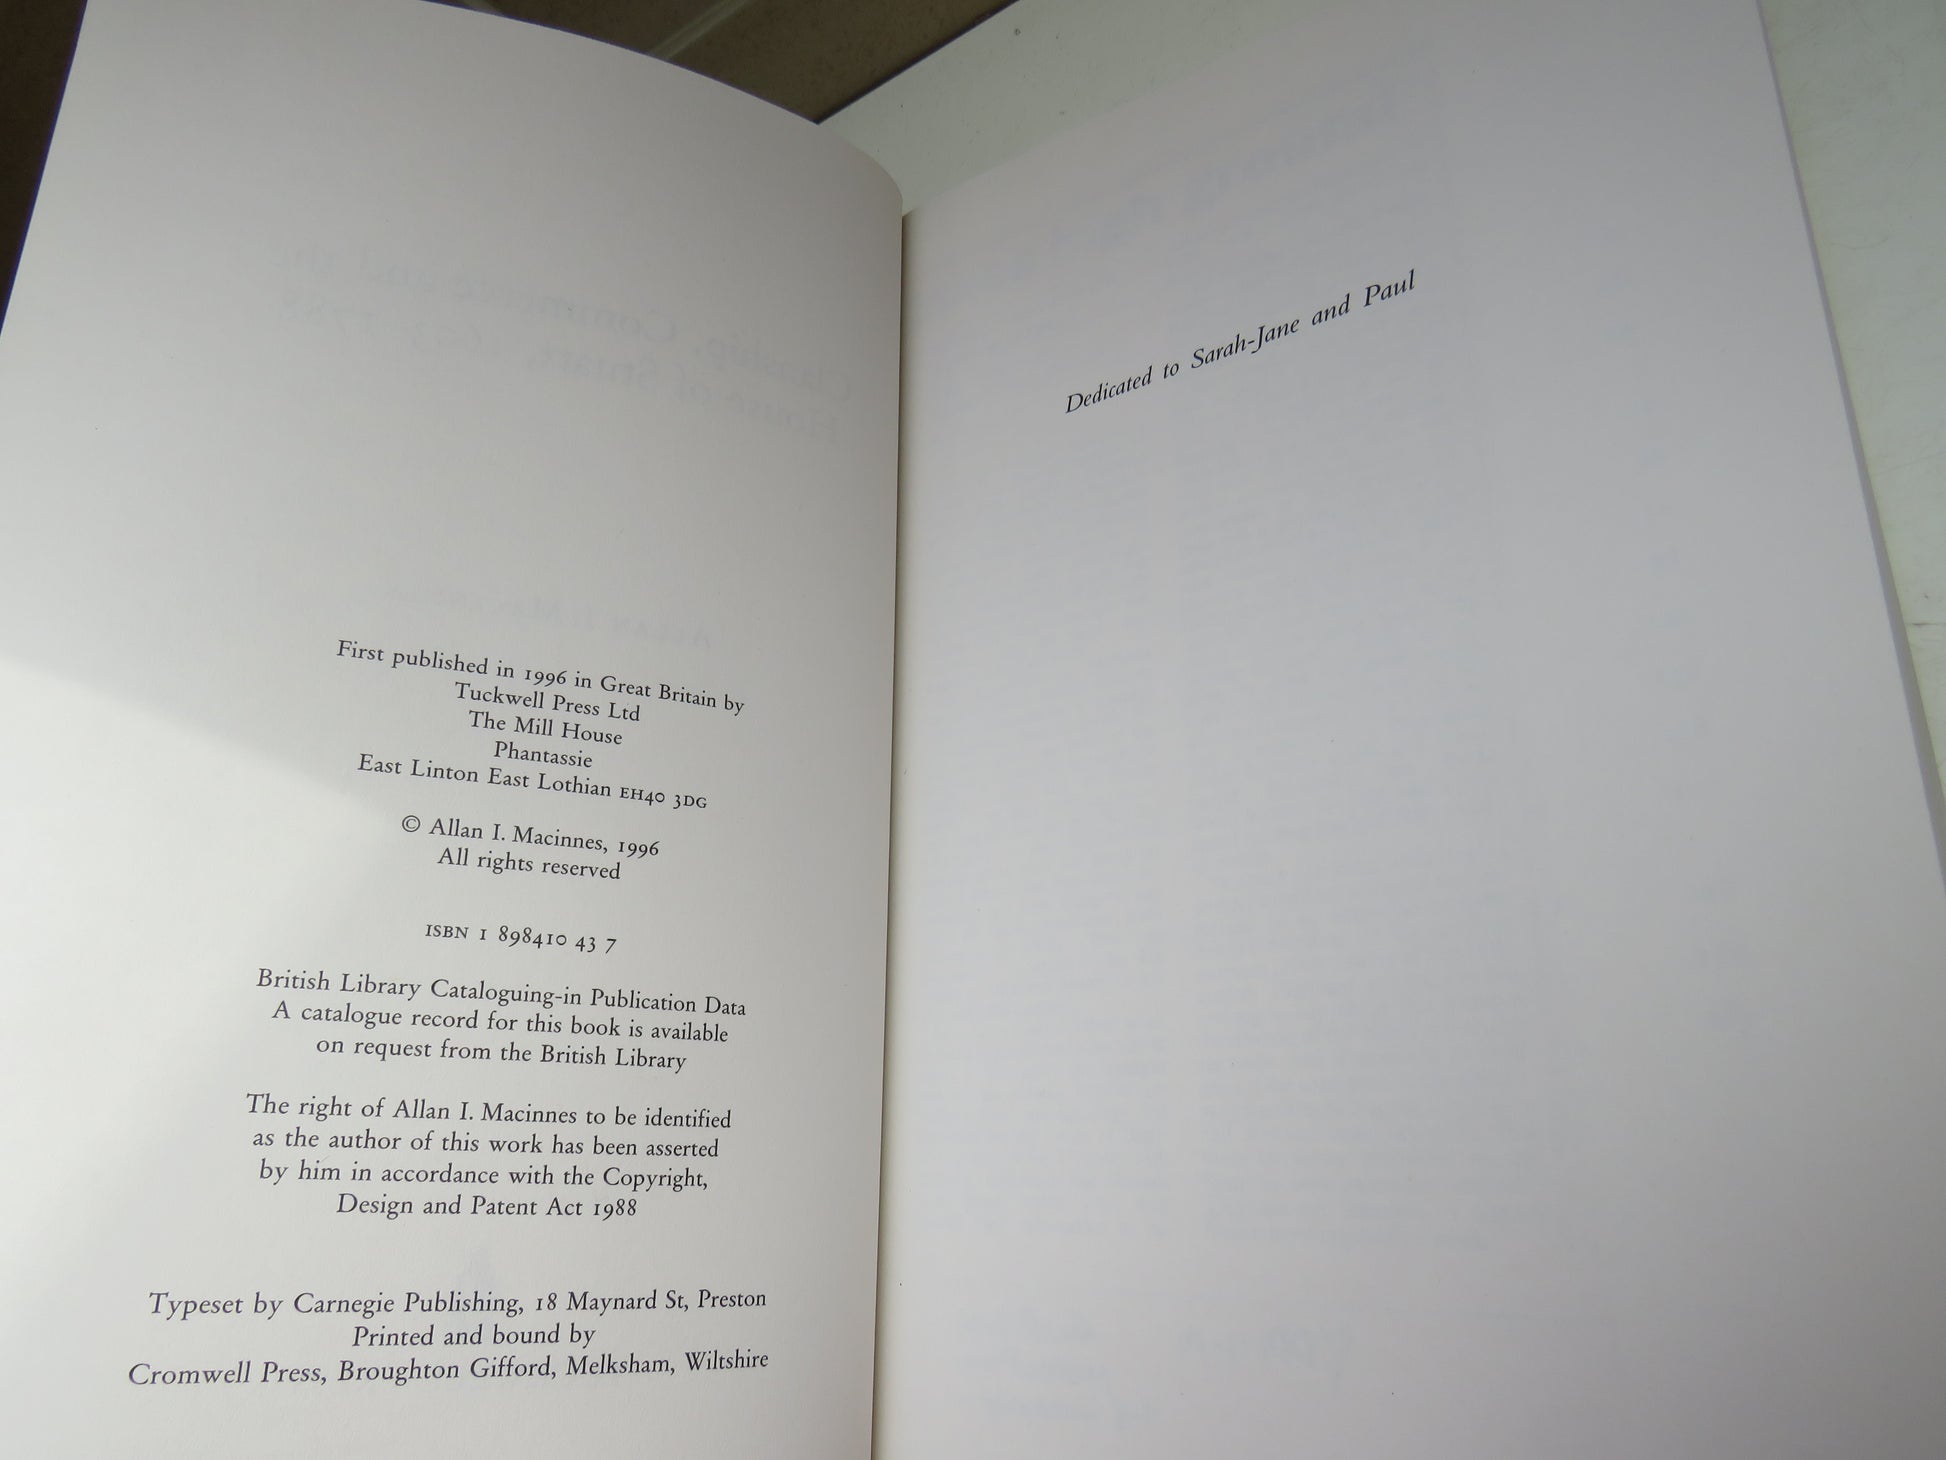 First published in 1996 in Great Britain by
Tuckwell Press Ltd
The Mill House
Phantassie
East Linton East Lothian EH40 3DG
© Allan I. Macinnes, 1996
All rights reserved
ISBN 1 898410 43 7
British Library Cataloguing-in Publication Data
A catalogue record for this book is available
on request from the British Library
The right of Allan I. Macinnes to be identified
as the author of this work has been asserted
by him in accordance with the Copyright,
Design and Patent Act 1988
Typeset by Carnegie Publishing, 18 Maynard St, Preston
Printed and bound by
Cromwell Press, Broughton Gifford, Melksham, Wiltshire
Dedicated to Sarah-Jane and Paul